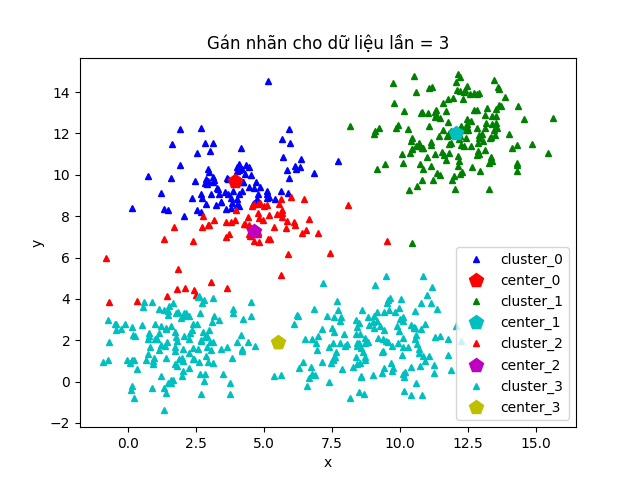 Gán nhãn cho dữ liệu lần = 3
y
14
12
10
8
6
4
2
0
−2
0.0 2.5 5.0 7.5 10.0 12.5 15.0
x
cluster_0
center_0
cluster_1
center_1
cluster_2
center_2
cluster_3
center_3